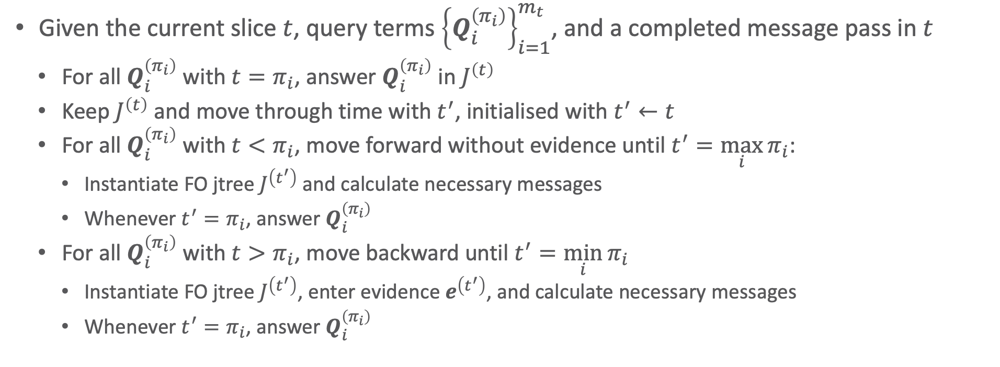 • Given the current slice t, query terms {Q_i^(π_i)}_{i=1}^{m_t}, and a completed message pass in t
• For all Q_i^(π_i) with t = π_i, answer Q_i^(π_i) in J^(t)
• Keep J^(t) and move through time with t′, initialised with t′ ← t
• For all Q_i^(π_i) with t < π_i, move forward without evidence until t′ = max_i π_i:
• Instantiate FO jtree J^(t′) and calculate necessary messages
• Whenever t′ = π_i, answer Q_i^(π_i)
• For all Q_i^(π_i) with t > π_i, move backward until t′ = min_i π_i
• Instantiate FO jtree J^(t′), enter evidence e^(t′), and calculate necessary messages
• Whenever t′ = π_i, answer Q_i^(π_i)